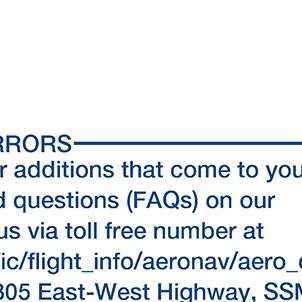 RRORS
r additions that come to you
d questions (FAQs) on our
us via toll free number at
ic/flight_info/aeronav/aero_
305 East-West Highway, SSM